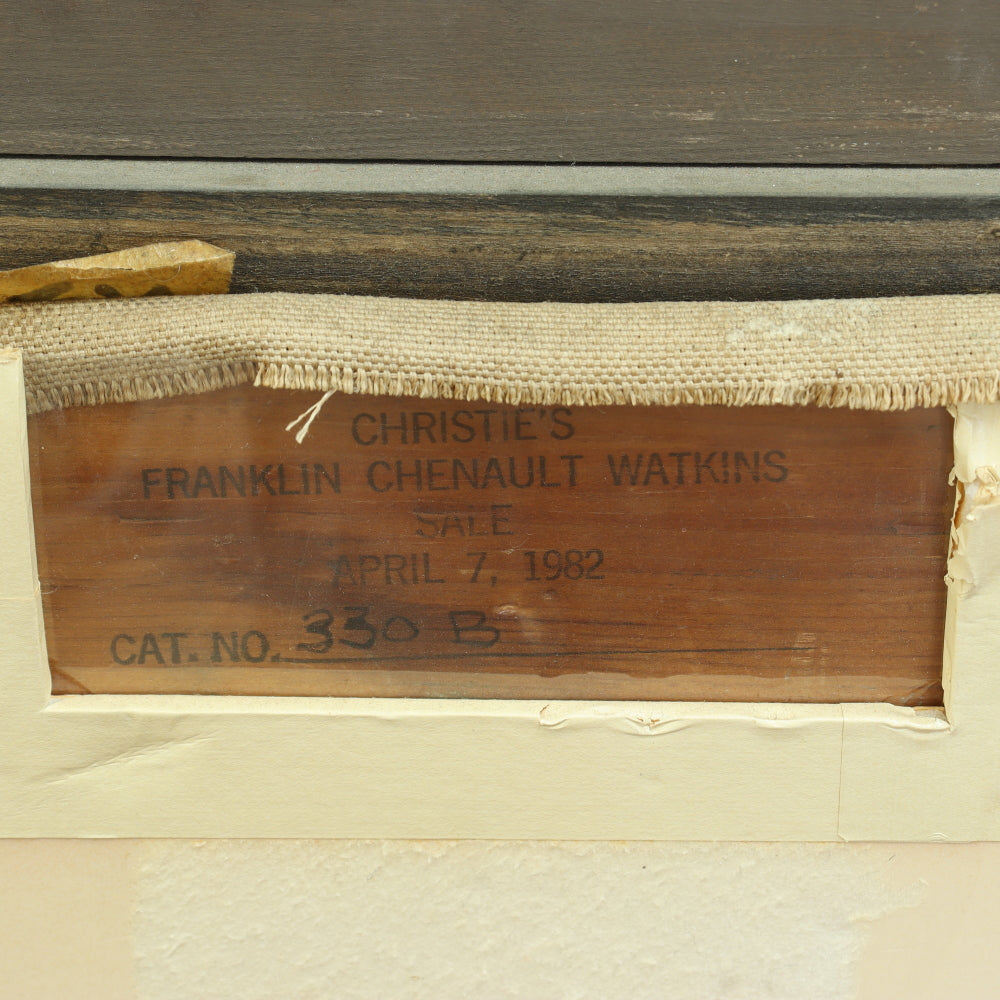 CHRISTIE'S
FRANKLIN CHENAULT WATKINS
SALE
APRIL 7, 1982
CAT. NO. 330 B